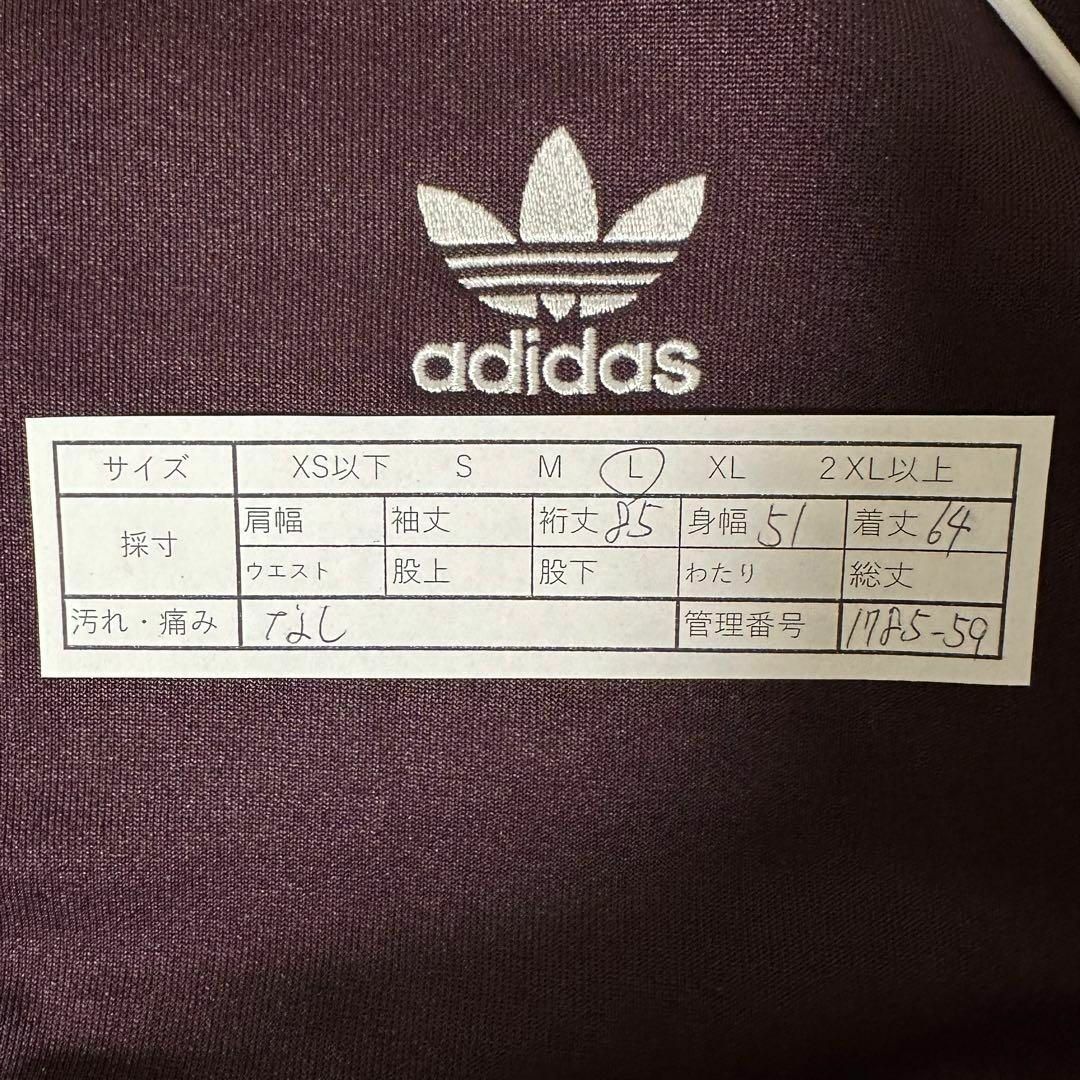 adidas
サイズ XS以下 S M L XL 2XL以上
採寸 肩幅 袖丈 裄丈 85 身幅 51 着丈 64
ウエスト 股上 股下 わたり 総丈
汚れ・痛み なし 管理番号 1785-59